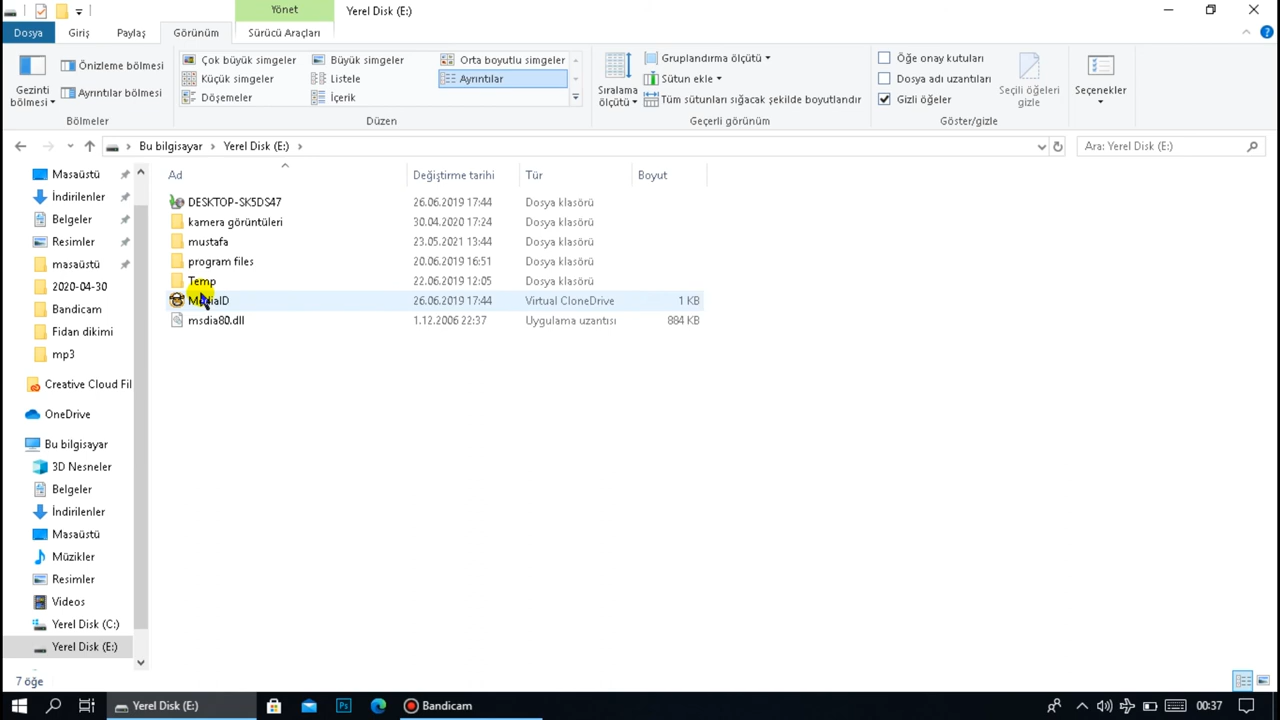 Yönet
Yerel Disk (E:)
Dosya
Giriş
Paylaş
Görünüm
Sürücü Araçları
Gezinti bölmesi
Önizleme bölmesi
Ayrıntılar bölmesi
Bölmeler
Çok büyük simgeler
Büyük simgeler
Orta boyutlu simgeler
Küçük simgeler
Listele
Ayrıntılar
Döşemeler
İçerik
Düzen
Sıralama ölçütü
Gruplandırma ölçütü
Sütun ekle
Tüm sütunları sığacak şekilde boyutlandır
Geçerli görünüm
Öğe onay kutuları
Dosya adı uzantıları
Gizli öğeler
Seçili öğeleri gizle
Göster/gizle
Seçenekler
Bu bilgisayar
Yerel Disk (E:)
Ara: Yerel Disk (E:)
Masaüstü
İndirilenler
Belgeler
Resimler
masaüstü
2020-04-30
Bandicam
Fidan dikimi
mp3
Creative Cloud Fil
OneDrive
Bu bilgisayar
3D Nesneler
Belgeler
İndirilenler
Masaüstü
Müzikler
Resimler
Videos
Yerel Disk (C:)
Yerel Disk (E:)
Ad Değiştirme tarihi Tür Boyut
DESKTOP-SK5DS47 26.06.2019 17:44 Dosya klasörü
kamera görüntüleri 30.04.2020 17:24 Dosya klasörü
mustafa 23.05.2021 13:44 Dosya klasörü
program files 20.06.2019 16:51 Dosya klasörü
Temp 22.06.2019 12:05 Dosya klasörü
26.06.2019 17:44 Virtual CloneDrive 1 KB
msdia80.dll 1.12.2006 22:37 Uygulama uzantısı 884 KB
7 öğe
Yerel Disk (E:)
Ps
Bandicam
00:37